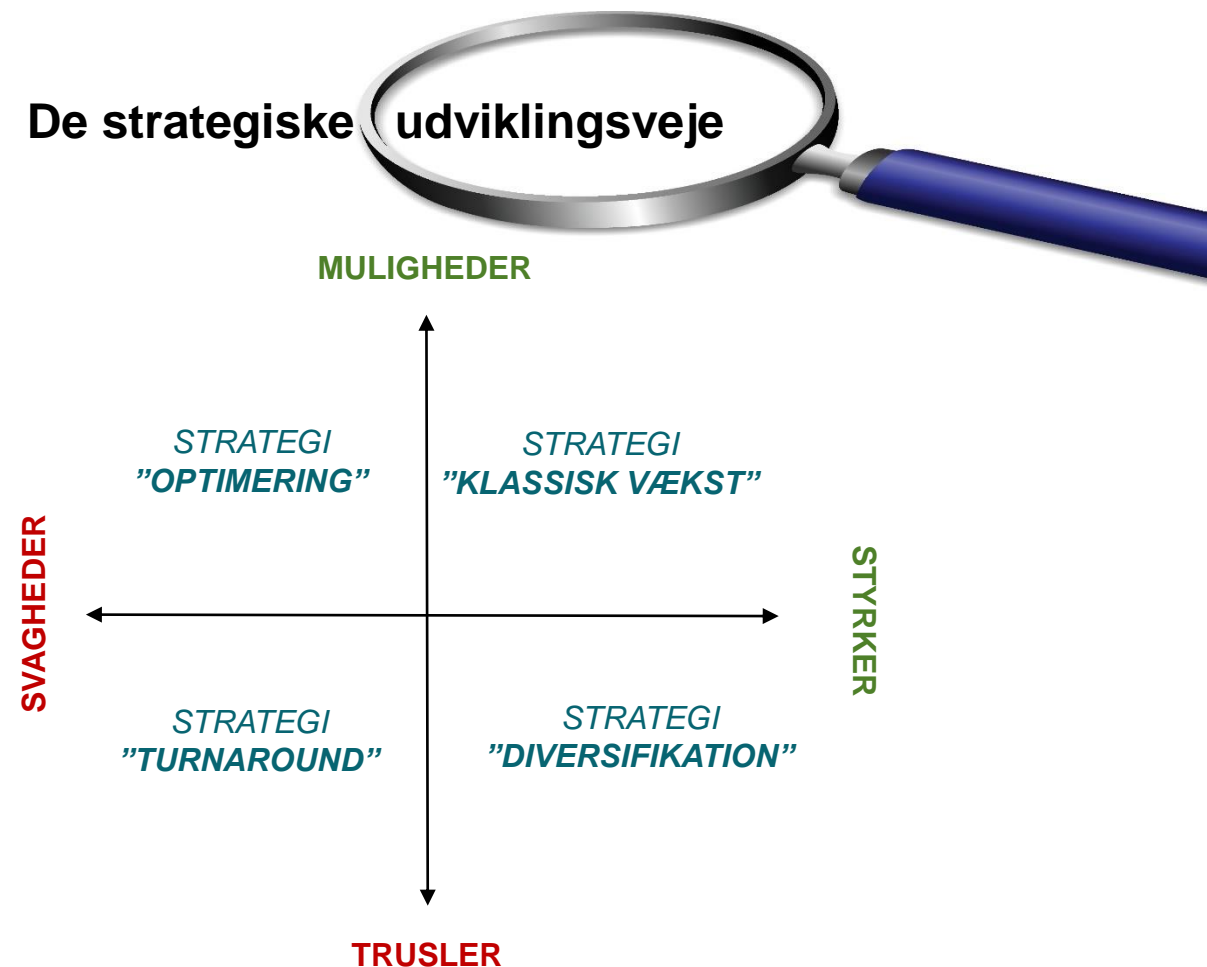 De strategiske udviklingsveje
MULIGHEDER
STRATEGI
”OPTIMERING”
STRATEGI
”KLASSISK VÆKST”
SVAGHEDER
STYRKER
STRATEGI
”TURNAROUND”
STRATEGI
”DIVERSIFIKATION”
TRUSLER